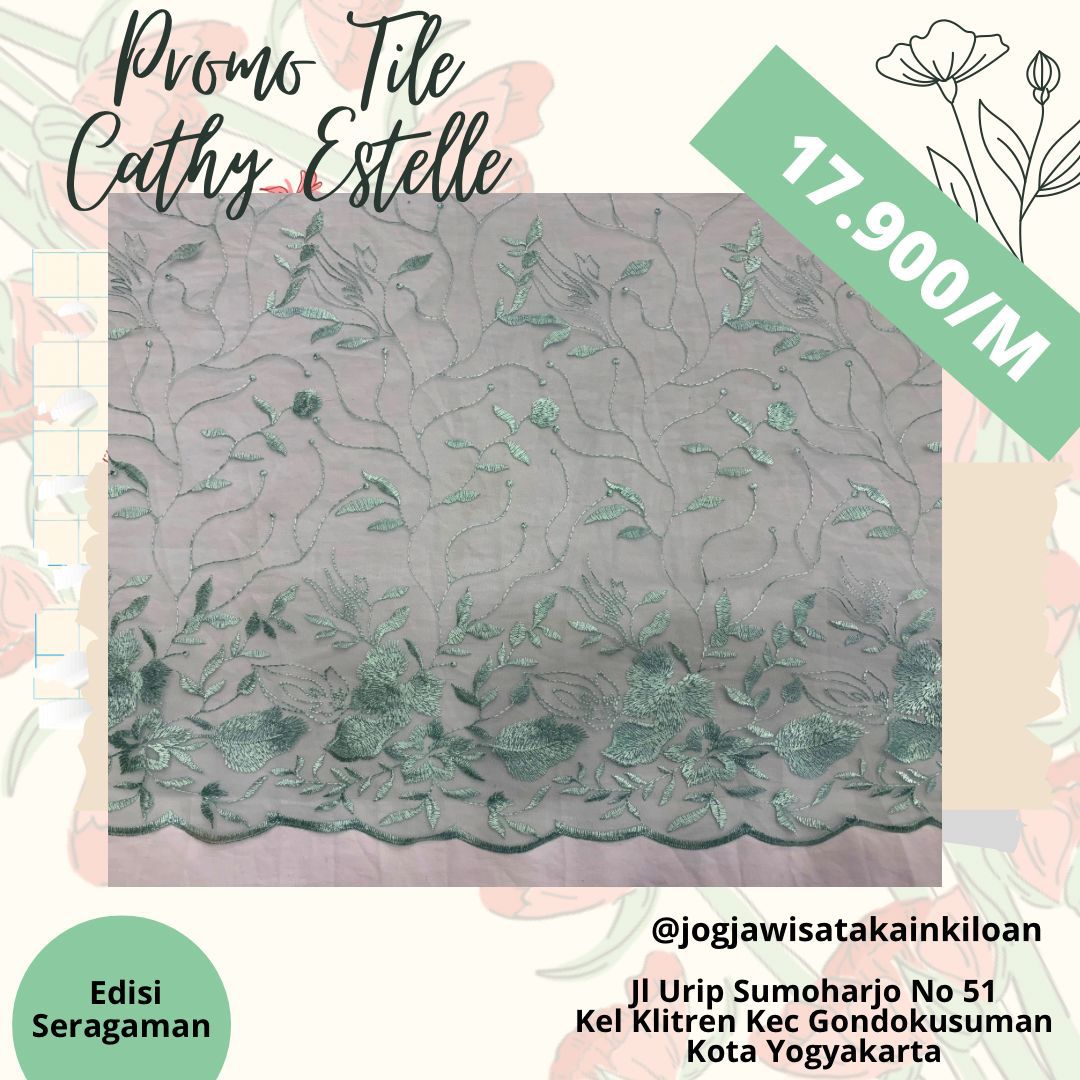 Promo Tile
Cathy Estelle
17.900/M
@jogjawisatakainkiloan
Edisi
Seragaman
Jl Urip Sumoharjo No 51
Kel Klitren Kec Gondokusuman
Kota Yogyakarta